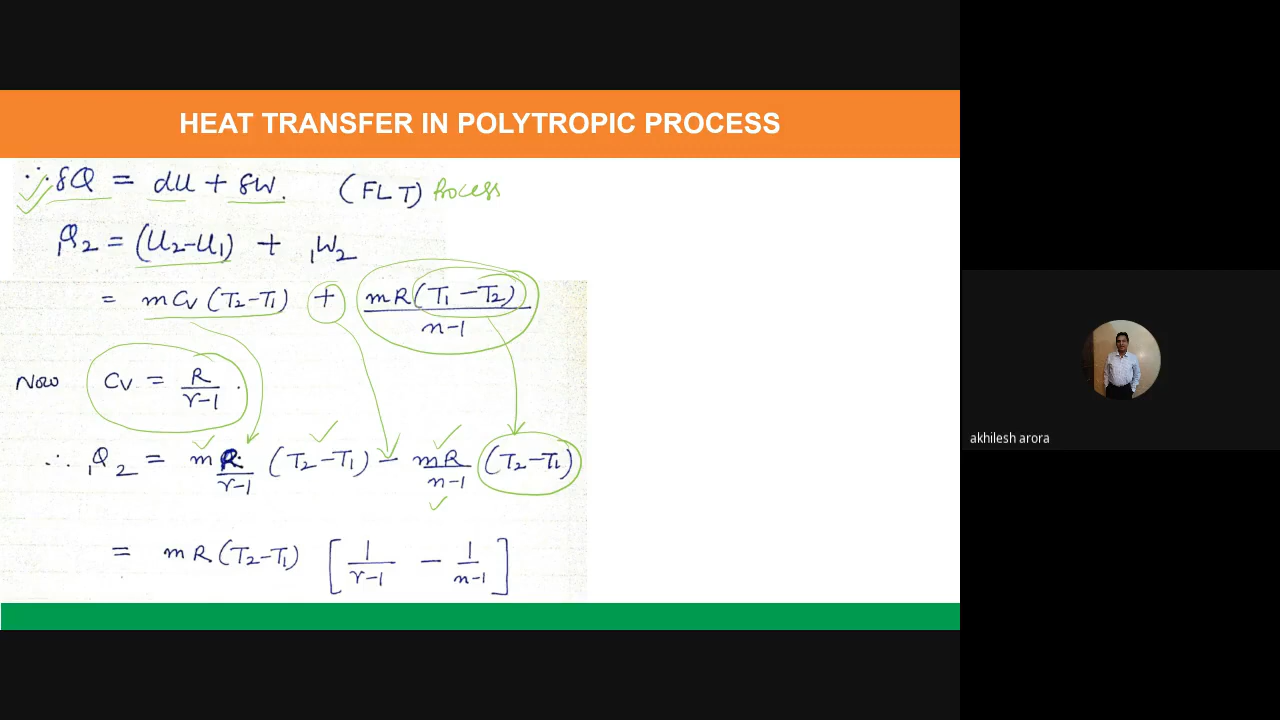 HEAT TRANSFER IN POLYTROPIC PROCESS
∴ δQ = du + δW. (FLT) Process
₁Q₂ = (U₂-U₁) + ₁W₂
= mCv (T₂-T₁) + mR(T₁-T₂)/n-1
Now Cv = R/γ-1 .
∴ ₁Q₂ = mR/γ-1 (T₂-T₁) - mR/n-1 (T₂-T₁)
= mR(T₂-T₁) [1/γ-1 - 1/n-1]
akhilesh arora